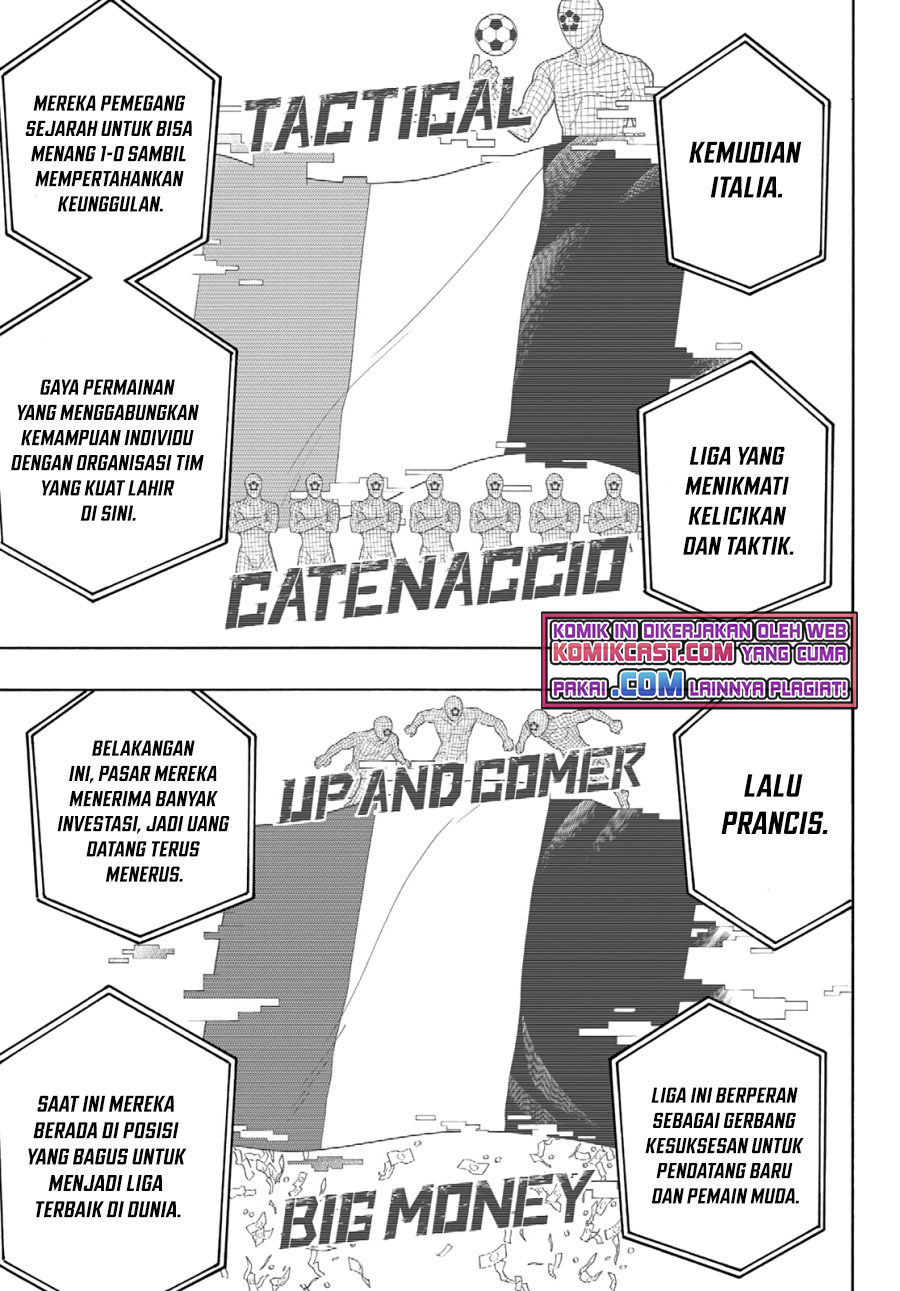 TACTICAL
KEMUDIAN
ITALIA.
LIGA YANG
MENIKMATI
KELICIKAN
DAN TAKTIK.
MEREKA PEMEGANG
SEJARAH UNTUK BISA
MENANG 1-0 SAMBIL
MEMPERTAHANKAN
KEUNGGULAN.
GAYA PERMAINAN
YANG MENGGABUNGKAN
KEMAMPUAN INDIVIDU
DENGAN ORGANISASI TIM
YANG KUAT LAHIR
DI SINI.
CATENACCIO
KOMIK INI DIKERJAKAN OLEH WEB
KOMIKCAST.COM YANG CUMA
PAKAI .COM LAINNYA PLAGIAT!
UP AND COMER
LALU
PRANCIS.
LIGA INI BERPERAN
SEBAGAI GERBANG
KESUKSESAN UNTUK
PENDATANG BARU
DAN PEMAIN MUDA.
BELAKANGAN
INI, PASAR MEREKA
MENERIMA BANYAK
INVESTASI, JADI UANG
DATANG TERUS
MENERUS.
SAAT INI MEREKA
BERADA DI POSISI
YANG BAGUS UNTUK
MENJADI LIGA
TERBAIK DI DUNIA.
BIG MONEY